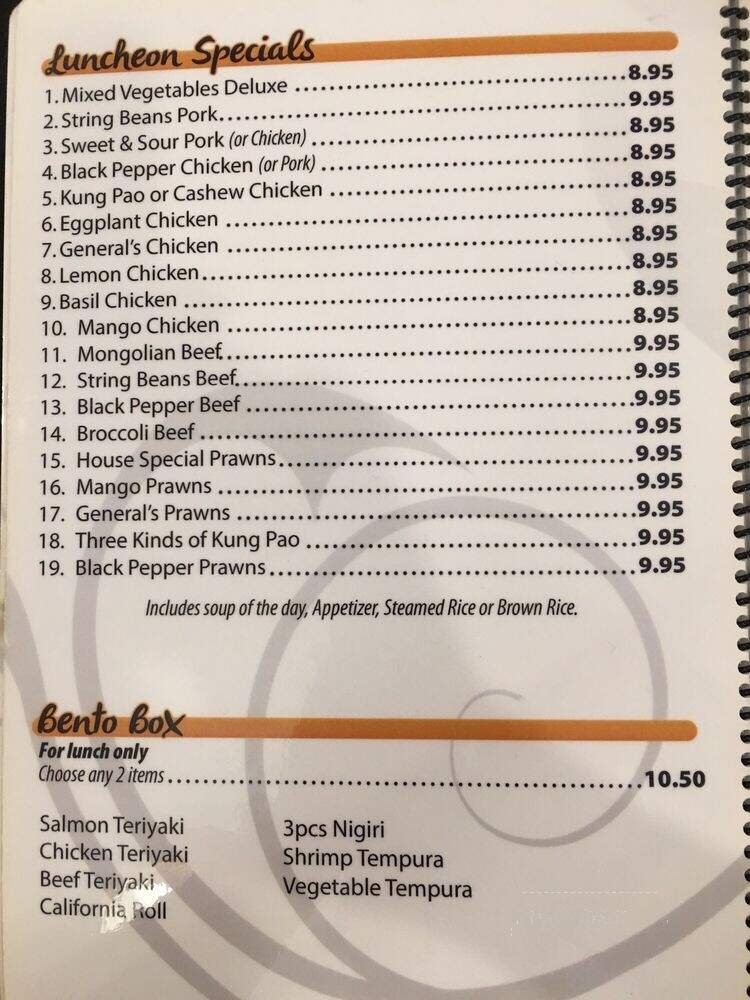 Luncheon Specials
1. Mixed Vegetables Deluxe ........ 8.95
2. String Beans Pork ........ 9.95
3. Sweet & Sour Pork (or Chicken) ........ 8.95
4. Black Pepper Chicken (or Pork) ........ 8.95
5. Kung Pao or Cashew Chicken ........ 8.95
6. Eggplant Chicken ........ 8.95
7. General's Chicken ........ 8.95
8. Lemon Chicken ........ 8.95
9. Basil Chicken ........ 8.95
10. Mango Chicken ........ 8.95
11. Mongolian Beef ........ 9.95
12. String Beans Beef ........ 9.95
13. Black Pepper Beef ........ 9.95
14. Broccoli Beef ........ 9.95
15. House Special Prawns ........ 9.95
16. Mango Prawns ........ 9.95
17. General's Prawns ........ 9.95
18. Three Kinds of Kung Pao ........ 9.95
19. Black Pepper Prawns ........ 9.95
Includes soup of the day, Appetizer, Steamed Rice or Brown Rice.
Bento Box
For lunch only
Choose any 2 items ........ 10.50
Salmon Teriyaki
Chicken Teriyaki
Beef Teriyaki
California Roll
3pcs Nigiri
Shrimp Tempura
Vegetable Tempura